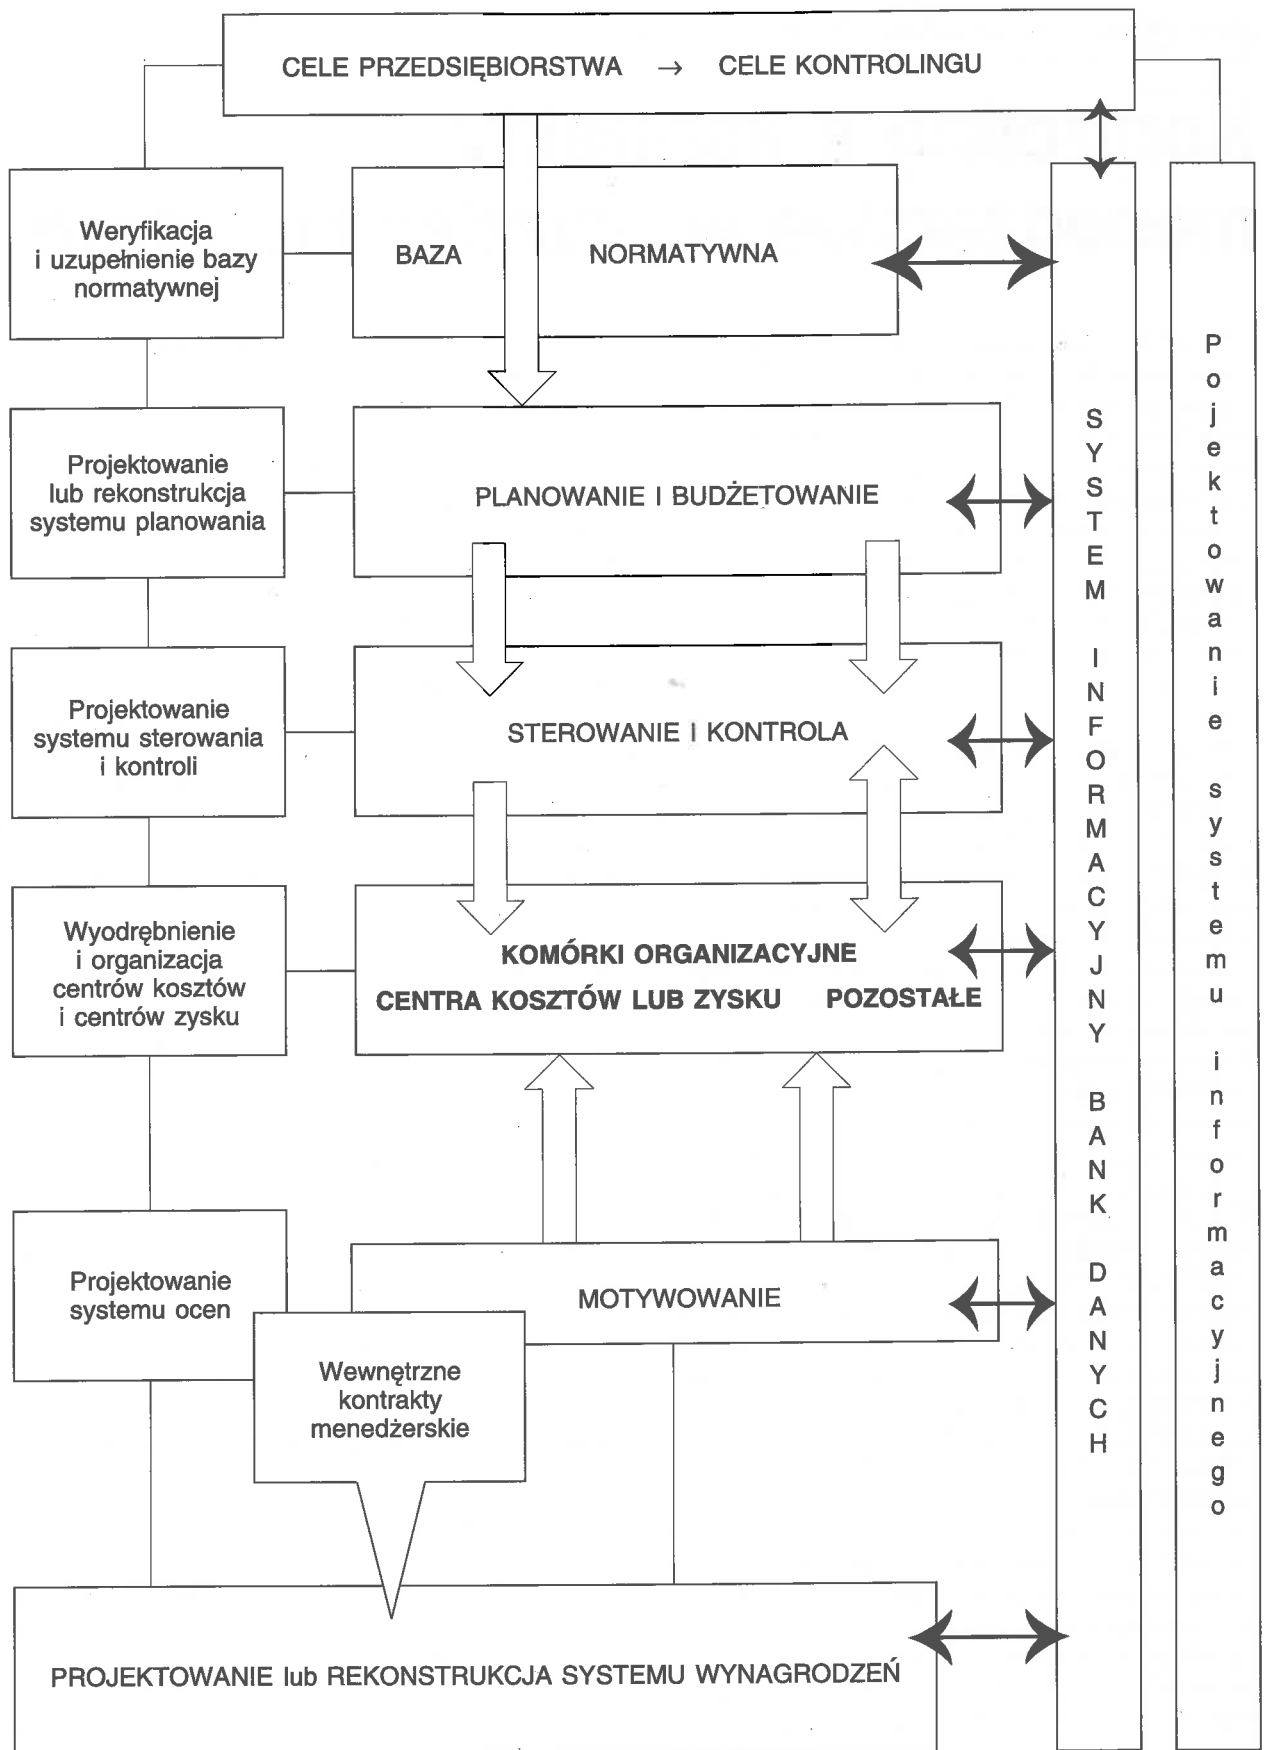 CELE PRZEDSIĘBIORSTWA → CELE KONTROLINGU
Weryfikacja
i uzupełnienie bazy
normatywnej
BAZA NORMATYWNA
Projektowanie
lub rekonstrukcja
systemu planowania
PLANOWANIE I BUDŻETOWANIE
Projektowanie
systemu sterowania
i kontroli
STEROWANIE I KONTROLA
Wyodrębnienie
i organizacja
centrów kosztów
i centrów zysku
KOMÓRKI ORGANIZACYJNE
CENTRA KOSZTÓW LUB ZYSKU POZOSTAŁE
Projektowanie
systemu ocen
MOTYWOWANIE
Wewnętrzne
kontrakty
menedżerskie
PROJEKTOWANIE lub REKONSTRUKCJA SYSTEMU WYNAGRODZEŃ
SYSTEM INFORMACYJNY BANK DANYCH
Pojektowanie systemu informacyjnego